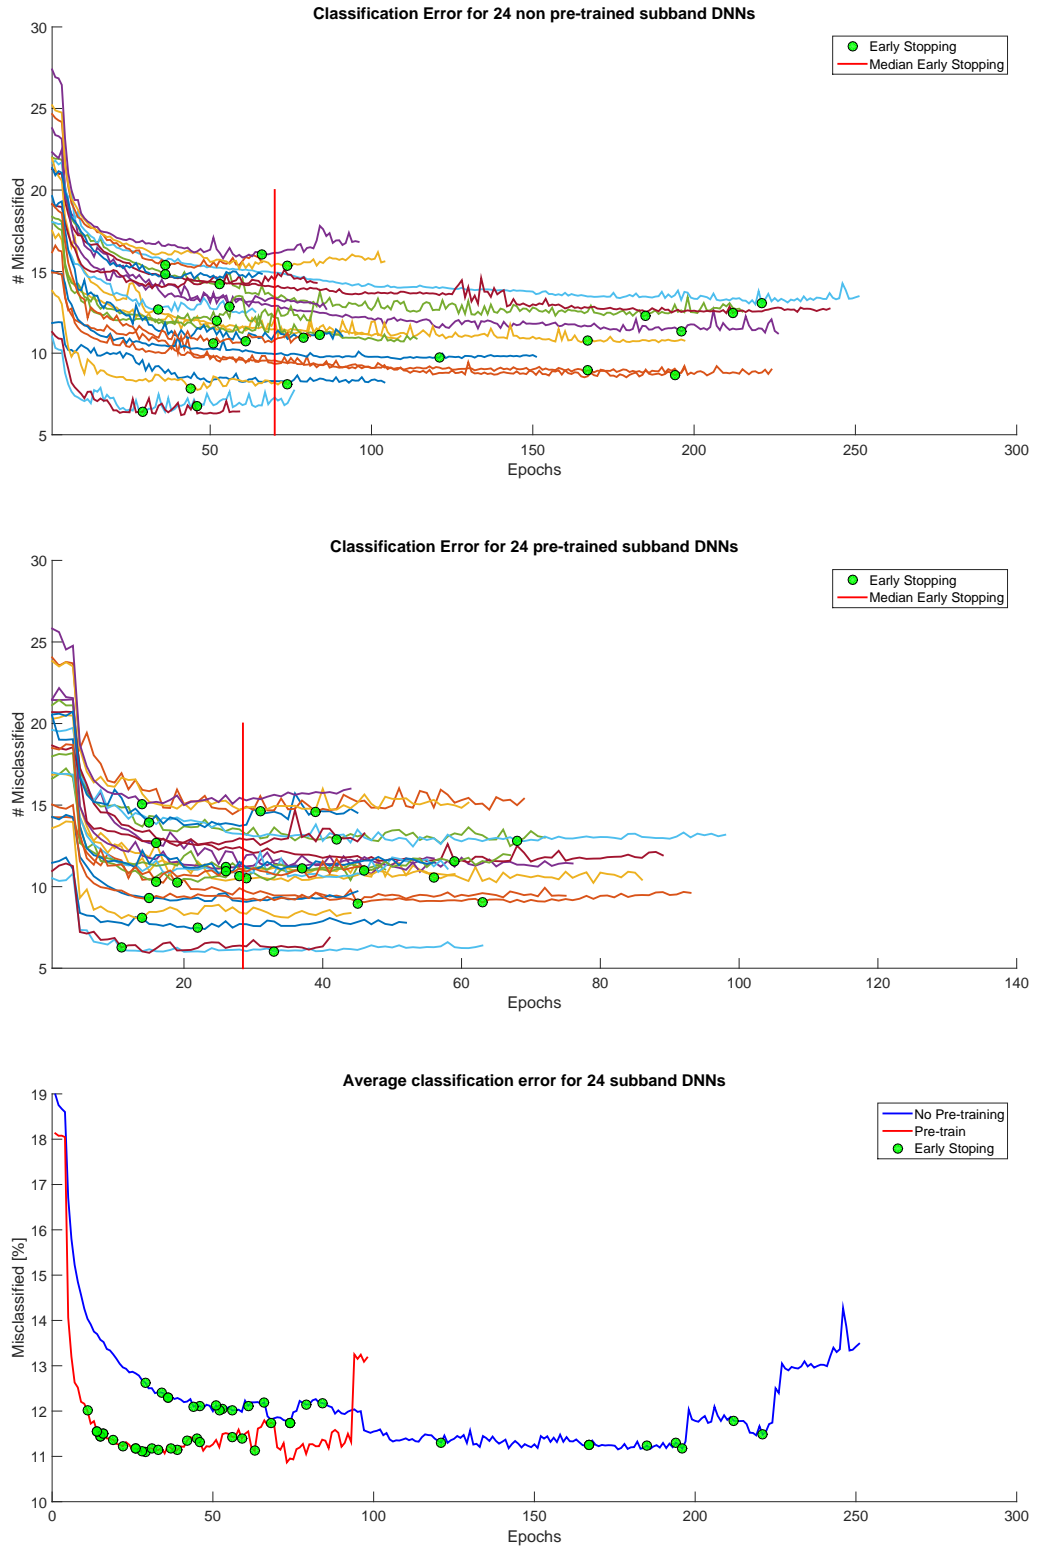 Classification Error for 24 non pre-trained subband DNNs
30
25
20
15
10
5
# Misclassified
Early Stopping
Median Early Stopping
50 100 150 200 250 300
Epochs
Classification Error for 24 pre-trained subband DNNs
30
25
20
15
10
5
# Misclassified
Early Stopping
Median Early Stopping
20 40 60 80 100 120 140
Epochs
Average classification error for 24 subband DNNs
19
18
17
16
15
14
13
12
11
10
Misclassified [%]
No Pre-training
Pre-train
Early Stoping
0 50 100 150 200 250 300
Epochs